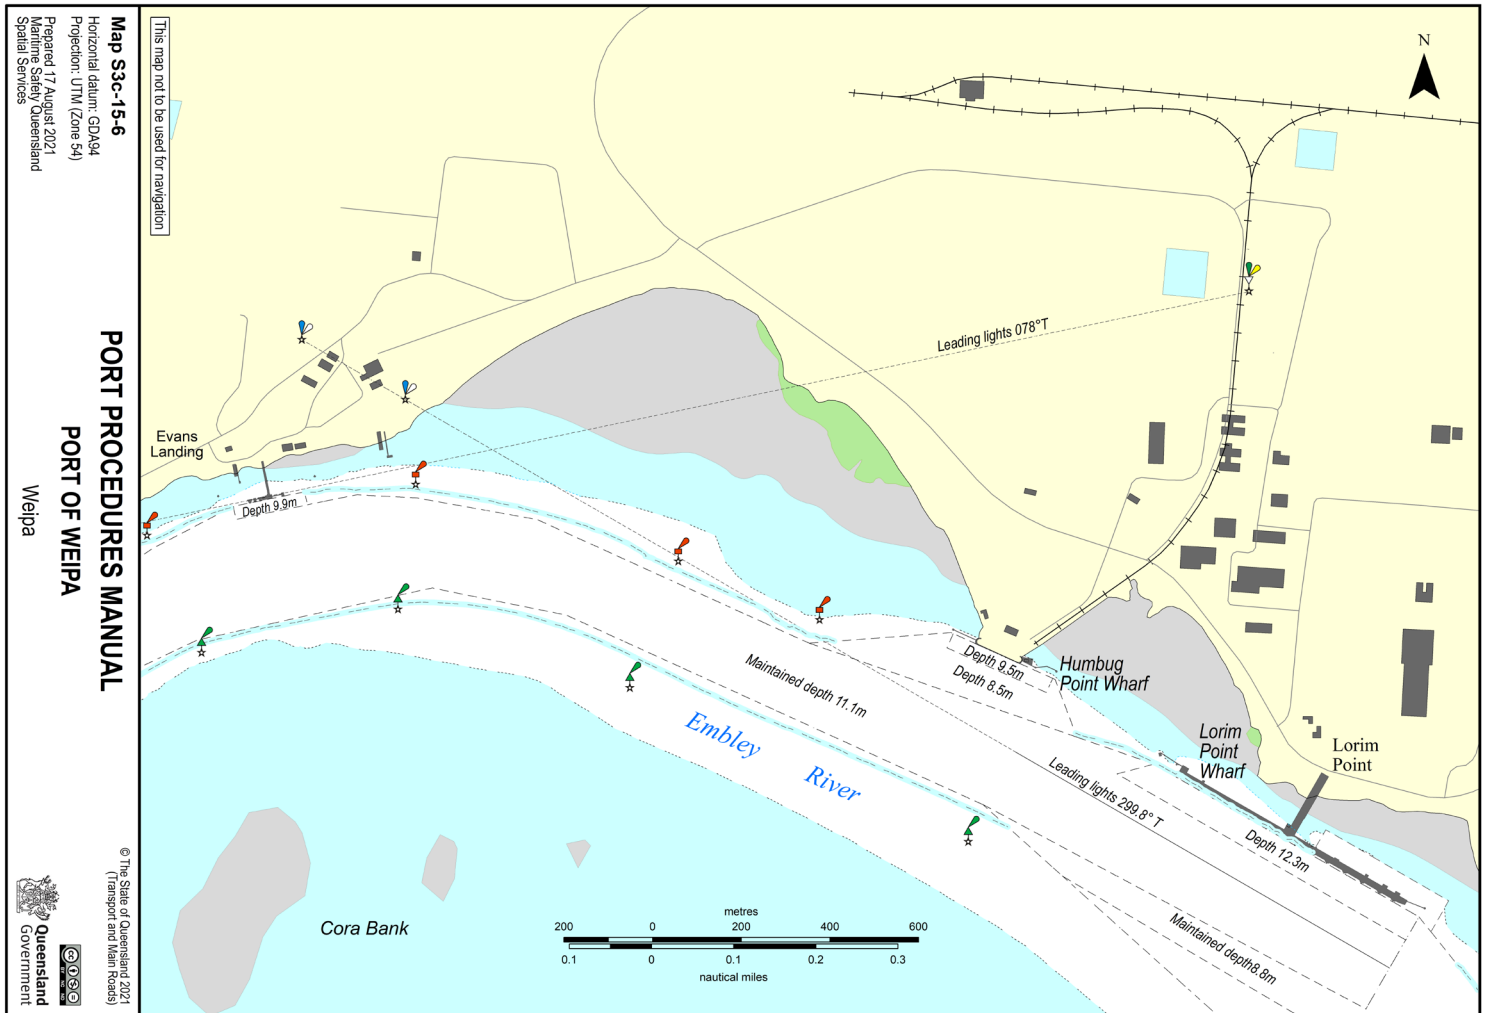 Map S3c-15-6
Horizontal datum: GDA94
Projection: UTM (Zone 54)
Prepared 17 August 2021
Maritime Safety Queensland
Spatial Services
This map not to be used for navigation
PORT PROCEDURES MANUAL
PORT OF WEIPA
Weipa
© The State of Queensland 2021
(Transport and Main Roads)
Queensland
Government
cc
BY NC ND
N
Leading lights 078°T
Evans
Landing
Depth 9.9m
Depth 9.5m
Depth 8.5m
Humbug
Point Wharf
Maintained depth 11.1m
Embley
River
Lorim
Point
Wharf
Lorim
Point
Leading lights 299.8° T
Depth 12.3m
Maintained depth8.8m
Cora Bank
metres
200 0 200 400 600
0.1 0 0.1 0.2 0.3
nautical miles